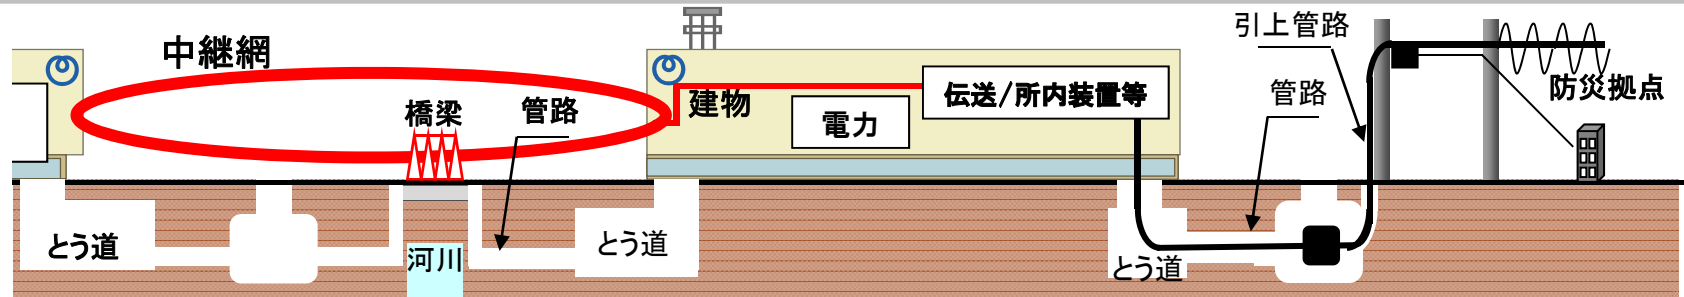 中継網
橋梁
管路
建物
電力
伝送/所内装置等
引上管路
管路
防災拠点
とう道
河川
とう道
とう道